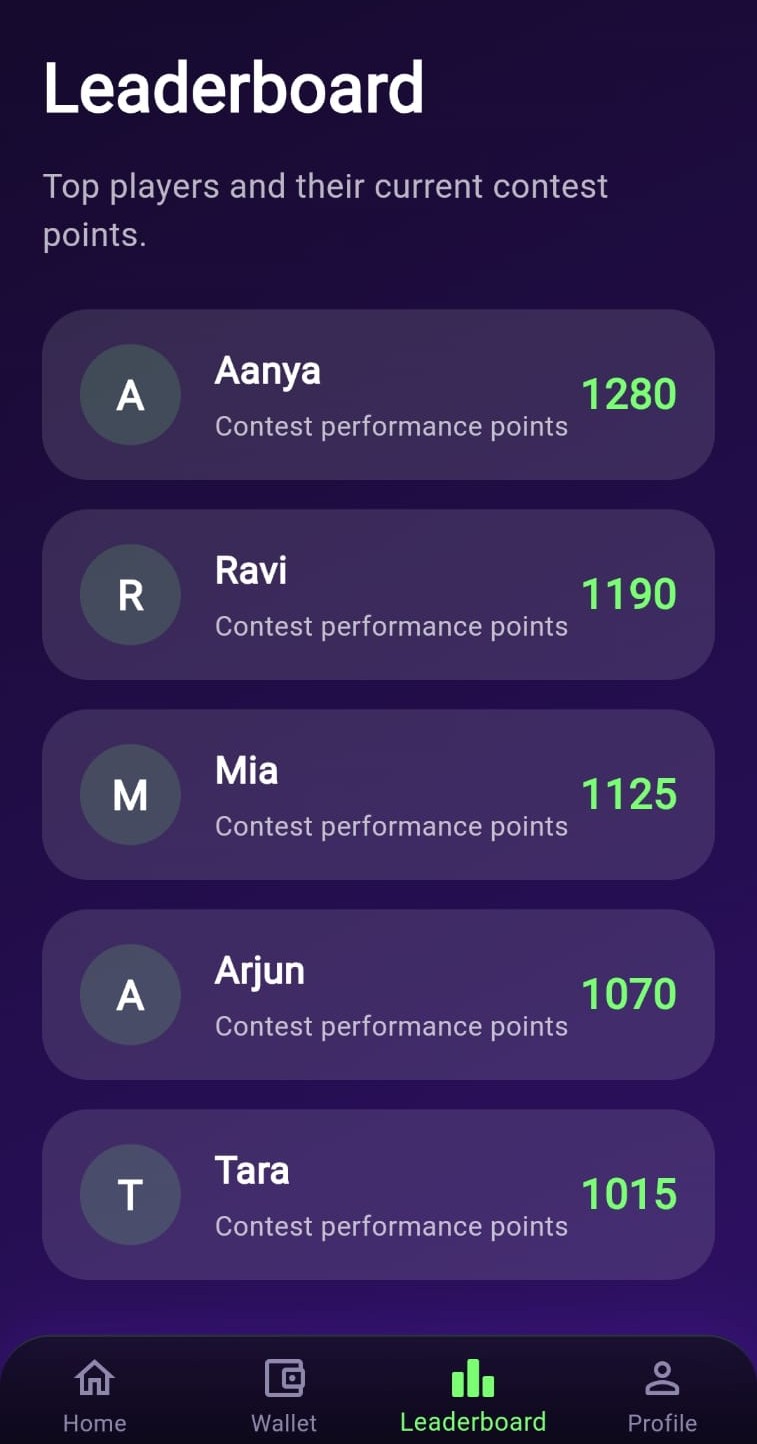 Leaderboard
Top players and their current contest
points.
A
Aanya
Contest performance points
1280
R
Ravi
Contest performance points
1190
M
Mia
Contest performance points
1125
A
Arjun
Contest performance points
1070
T
Tara
Contest performance points
1015
Home
Wallet
Leaderboard
Profile